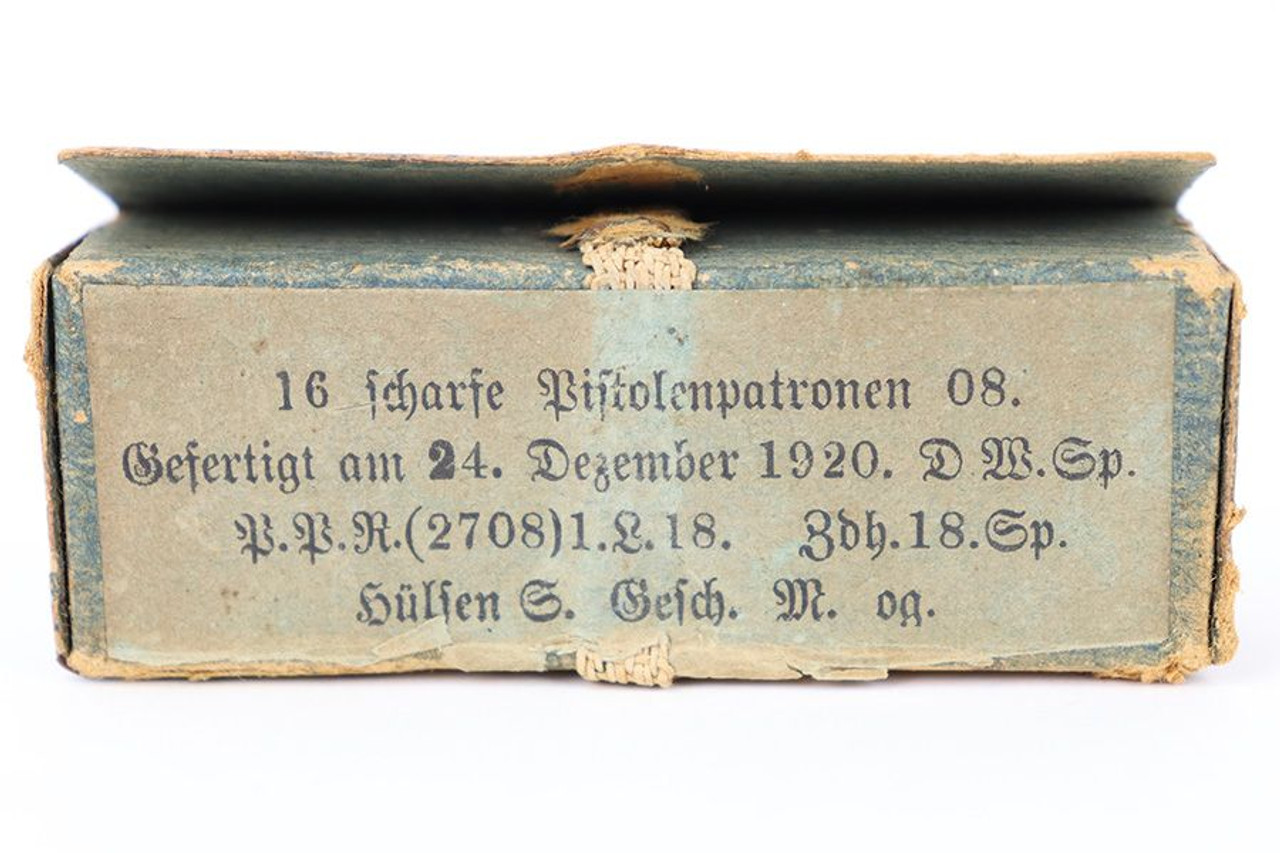 16 scharfe Pistolenpatronen 08.
Gefertigt am 24. Dezember 1920. D W. Sp.
P.P.R.(2708)1.L.18. Zdh.18.Sp.
Hülsen S. Gesch. M. og.